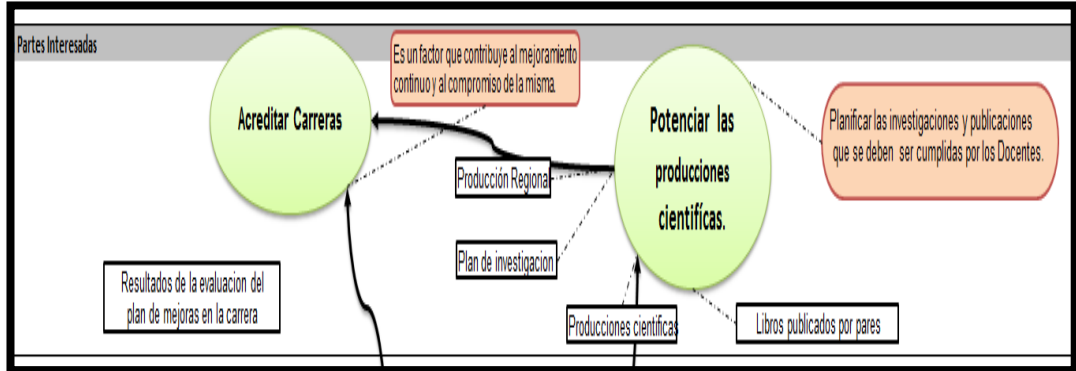 Partes Interesadas
Es un factor que contribuye al mejoramiento
continuo y al compromiso de la misma.
Acreditar Carreras
Potenciar las
producciones
científicas.
Planificar las investigaciones y publicaciones
que se deben ser cumplidas por los Docentes.
Producción Regional
Plan de investigacion
Resultados de la evaluacion del
plan de mejoras en la carrera
Producciones científicas
Libros publicados por pares